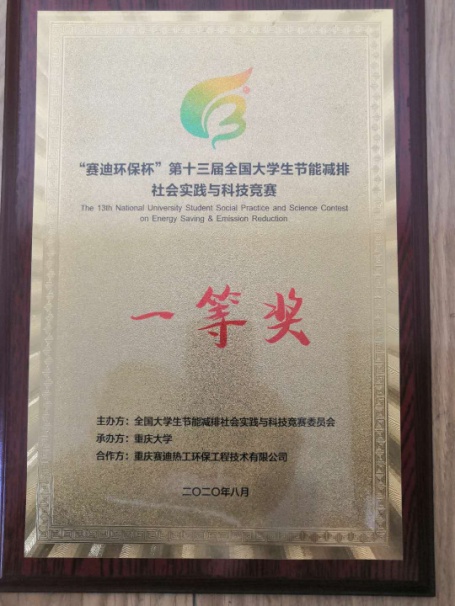 “赛迪环保杯”第十三届全国大学生节能减排
社会实践与科技竞赛
The 13th National University Student Social Practice and Science Contest
on Energy Saving & Emission Reduction
一等奖
主办方：全国大学生节能减排社会实践与科技竞赛委员会
承办方：重庆大学
合作方：重庆赛迪热工环保工程技术有限公司
二〇二〇年八月